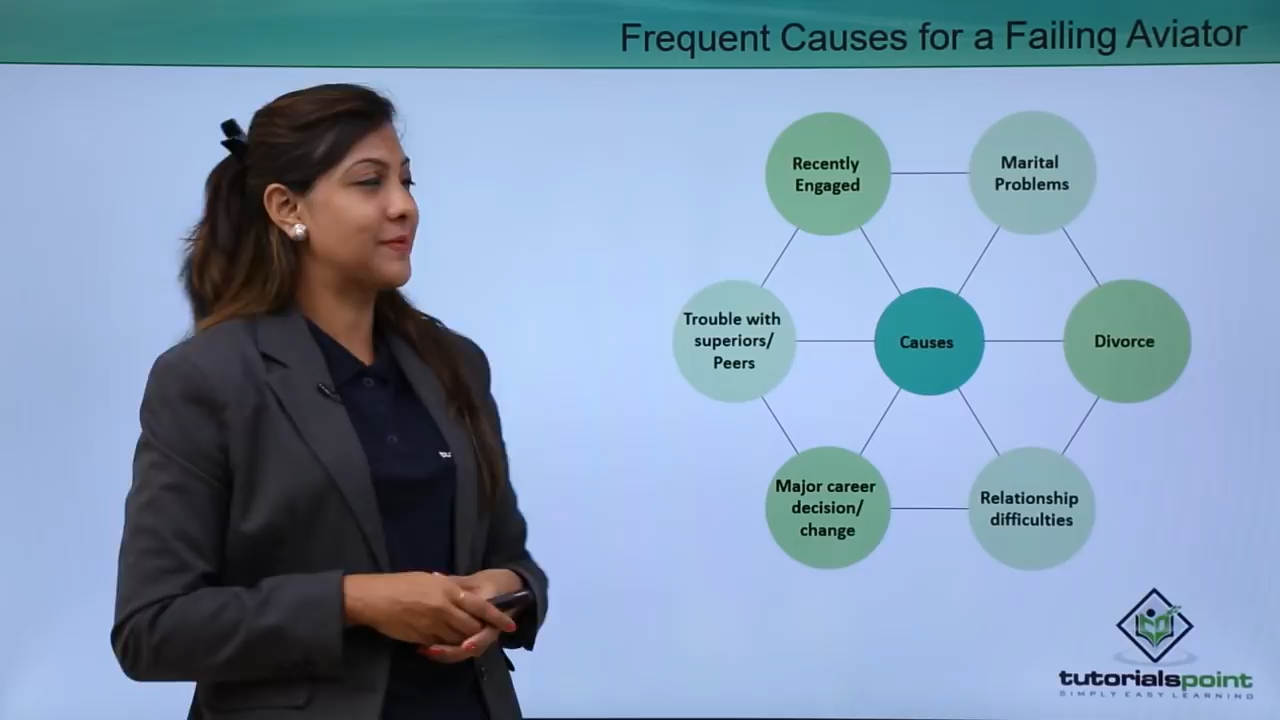 Frequent Causes for a Failing Aviator
Recently
Engaged
Marital
Problems
Trouble with
superiors/
Peers
Causes
Divorce
Major career
decision/
change
Relationship
difficulties
tutorialspoint
SIMPLY EASY LEARNING